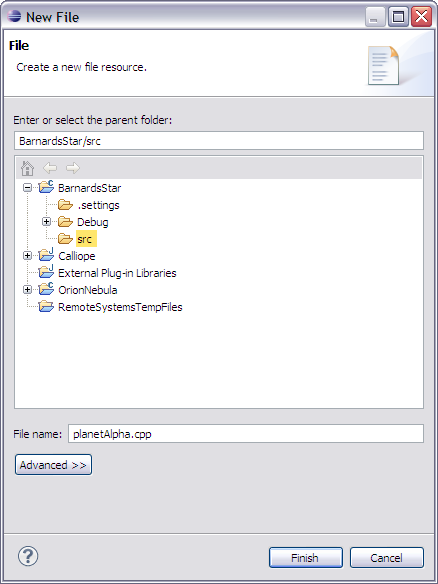 New File
File
Create a new file resource.
Enter or select the parent folder:
BarnardsStar/src
BarnardsStar
.settings
Debug
src
Calliope
External Plug-in Libraries
OrionNebula
RemoteSystemsTempFiles
File name: planetAlpha.cpp
Advanced >>
? Finish Cancel